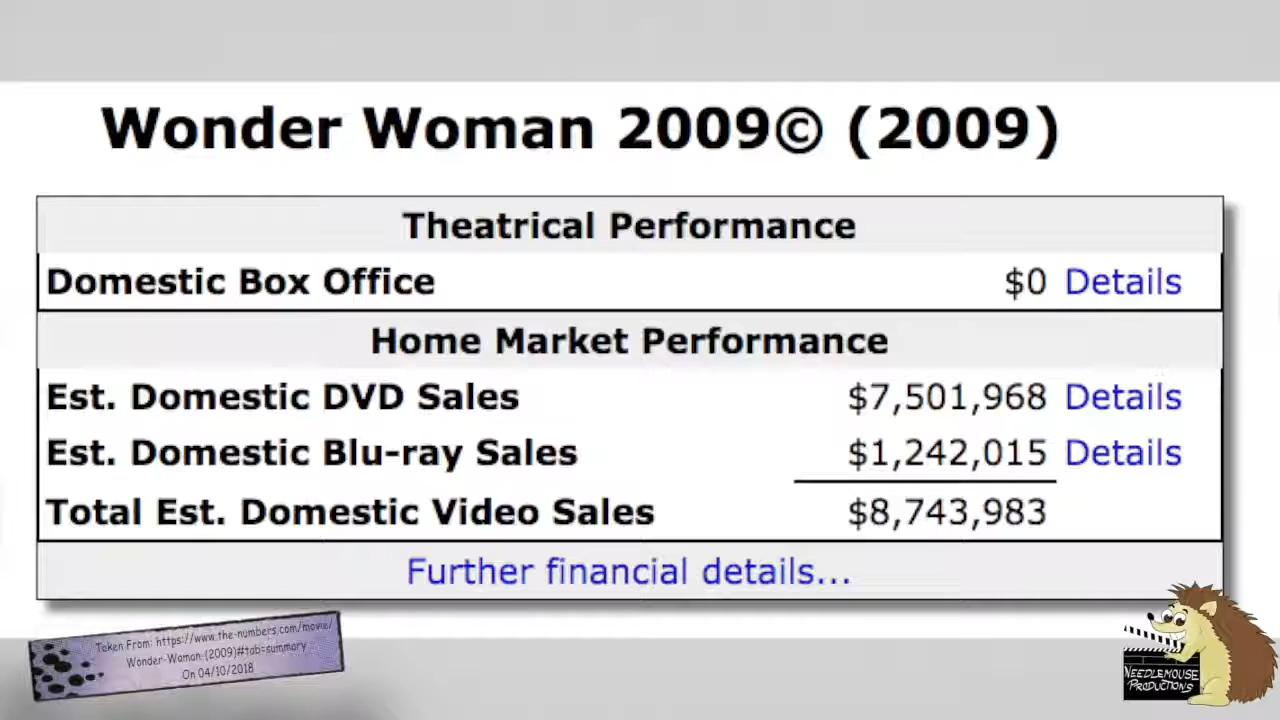 Wonder Woman 2009© (2009)
Theatrical Performance
Domestic Box Office $0 Details
Home Market Performance
Est. Domestic DVD Sales $7,501,968 Details
Est. Domestic Blu-ray Sales $1,242,015 Details
Total Est. Domestic Video Sales $8,743,983
Further financial details...
Taken From: https://www.the-numbers.com/movie/
Wonder-Woman-(2009)#tab=summary
On 04/10/2018
NEEDLEMOUSE
PRODUCTIONS